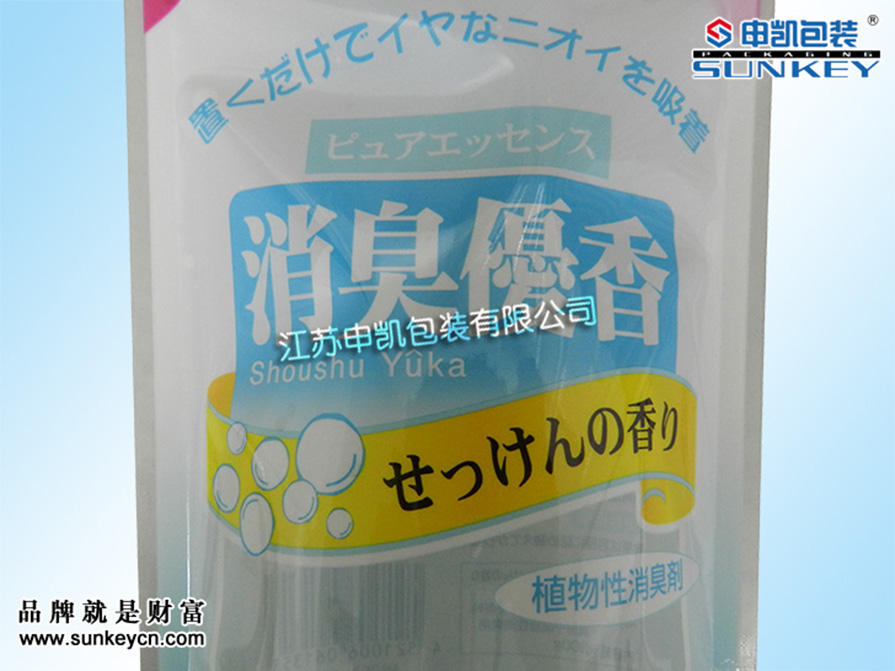 申凯包装®
PACKAGING
SUNKEY
置くだけでイヤなニオイを吸着
ピュアエッセンス
消臭優香
江苏申凯包装有限公司
Shoushu Yûka
せっけんの香り
植物性消臭剤
品牌就是财富
www.sunkeycn.com